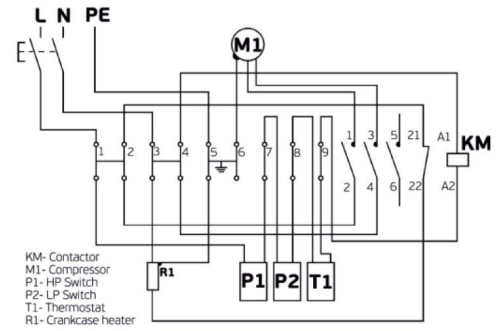 L N PE
M1
1 2 3 4 5 6 7 8 9
1 3 5 21
2 4 6 22
A1
KM
A2
R1
P1 P2 T1
KM- Contactor
M1- Compressor
P1- HP Switch
P2- LP Switch
T1- Thermostat
R1- Crankcase heater